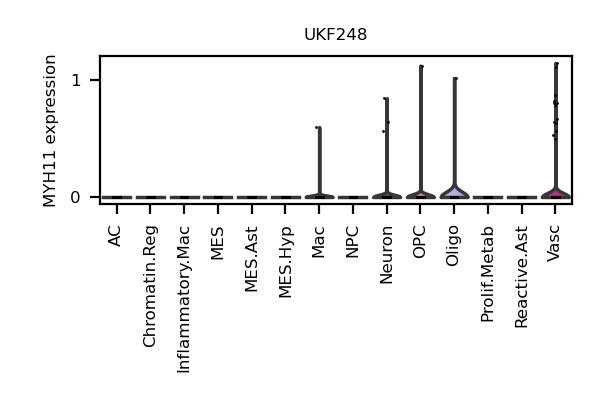 UKF248
MYH11 expression
1
0
AC
Chromatin.Reg
Inflammatory.Mac
MES
MES.Ast
MES.Hyp
Mac
NPC
Neuron
OPC
Oligo
Prolif.Metab
Reactive.Ast
Vasc